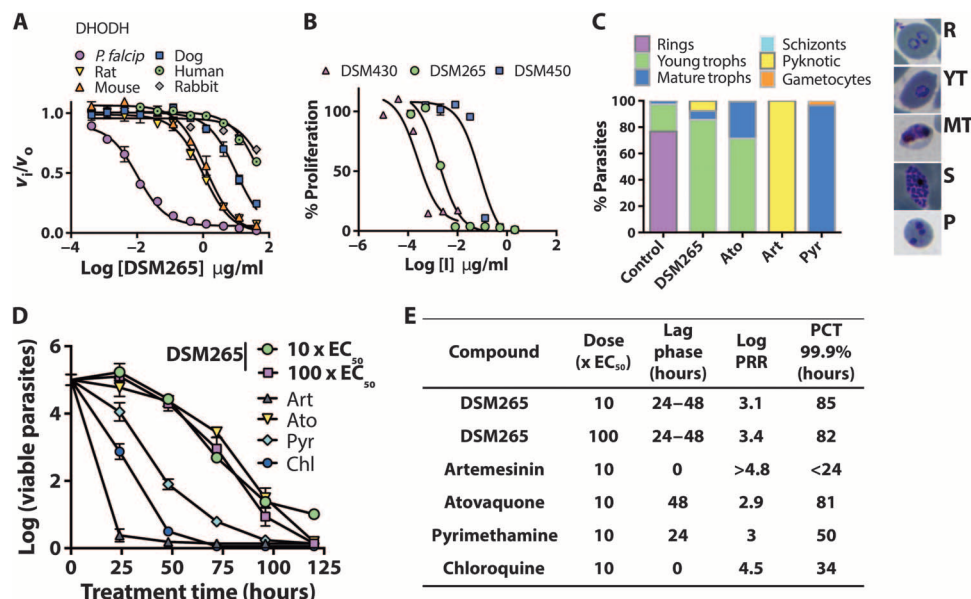 A
DHODH
P. falcip
Rat
Mouse
Dog
Human
Rabbit
vi/vo
1.0
0.5
0.0
−4 −2 0 2
Log [DSM265] μg/ml
B
DSM430 DSM265 DSM450
% Proliferation
100
50
0
−6 −4 −2 0 2
Log [I] μg/ml
C
Rings
Young trophs
Mature trophs
Schizonts
Pyknotic
Gametocytes
% Parasites
100
80
60
40
20
0
Control
DSM265
Ato
Art
Pyr
R
YT
MT
S
P
D
DSM265
10 x EC50
100 x EC50
Art
Ato
Pyr
Chl
Log (viable parasites)
6
4
2
0
0 25 50 75 100 125
Treatment time (hours)
E
Compound Dose (x EC50) Lag phase (hours) Log PRR PCT 99.9% (hours)
DSM265 10 24−48 3.1 85
DSM265 100 24−48 3.4 82
Artemesinin 10 0 >4.8 <24
Atovaquone 10 48 2.9 81
Pyrimethamine 10 24 3 50
Chloroquine 10 0 4.5 34